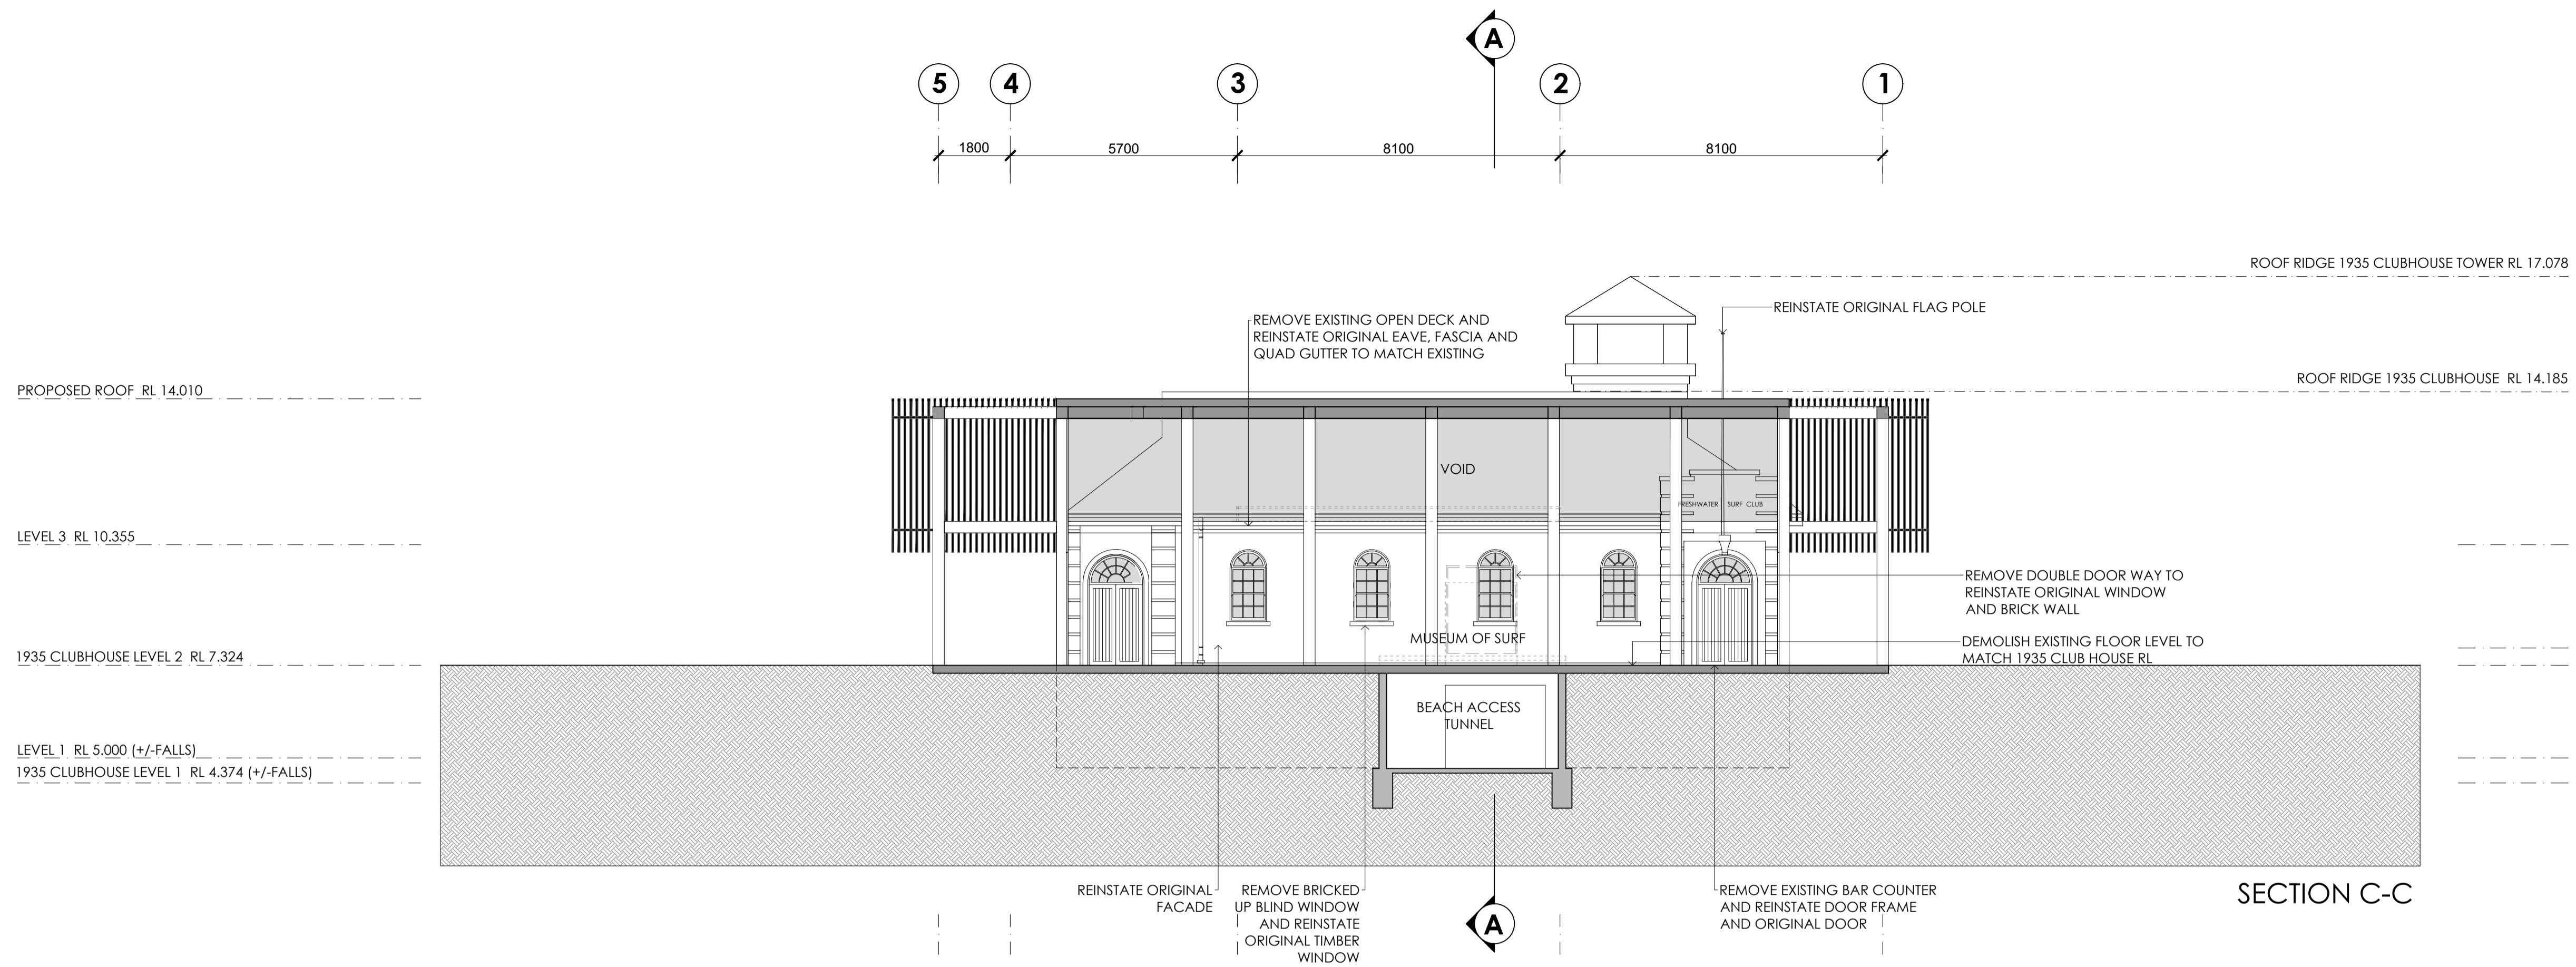 A
5 4 3 2 1
1800 5700 8100 8100
ROOF RIDGE 1935 CLUBHOUSE TOWER RL 17.078
REINSTATE ORIGINAL FLAG POLE
REMOVE EXISTING OPEN DECK AND
REINSTATE ORIGINAL EAVE, FASCIA AND
QUAD GUTTER TO MATCH EXISTING
ROOF RIDGE 1935 CLUBHOUSE RL 14.185
PROPOSED ROOF RL 14.010
VOID
FRESHWATER SURF CLUB
LEVEL 3 RL 10.355
REMOVE DOUBLE DOOR WAY TO
REINSTATE ORIGINAL WINDOW
AND BRICK WALL
MUSEUM OF SURF
DEMOLISH EXISTING FLOOR LEVEL TO
MATCH 1935 CLUB HOUSE RL
1935 CLUBHOUSE LEVEL 2 RL 7.324
BEACH ACCESS
TUNNEL
LEVEL 1 RL 5.000 (+/-FALLS)
1935 CLUBHOUSE LEVEL 1 RL 4.374 (+/-FALLS)
REINSTATE ORIGINAL
FACADE
REMOVE BRICKED
UP BLIND WINDOW
AND REINSTATE
ORIGINAL TIMBER
WINDOW
A
REMOVE EXISTING BAR COUNTER
AND REINSTATE DOOR FRAME
AND ORIGINAL DOOR
SECTION C-C